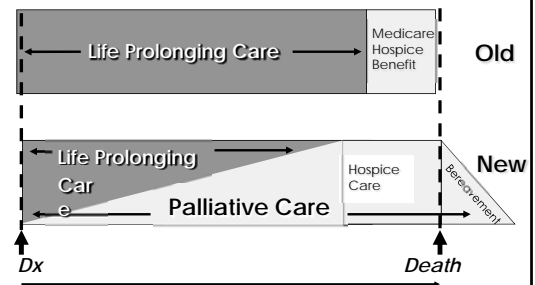 Life Prolonging Care
Medicare
Hospice
Benefit
Old
Life Prolonging
Car
e
Hospice
Care
Bereavement
New
Palliative Care
Dx
Death